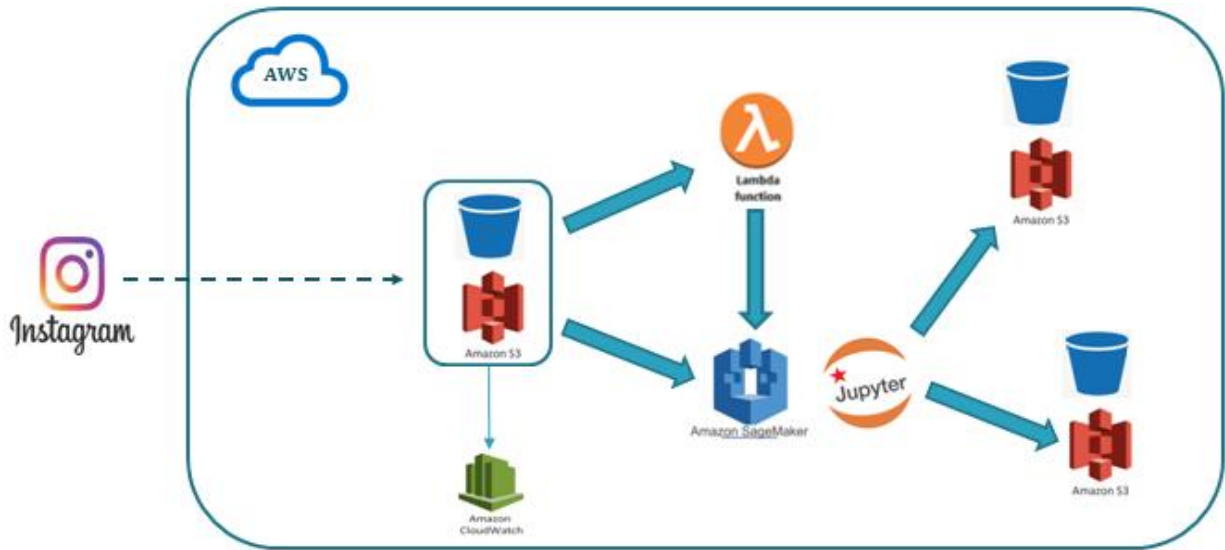 AWS
λ
Lambda
function
Amazon S3
Instagram
Amazon S3
Jupyter
Amazon SageMaker
Amazon S3
Amazon
CloudWatch